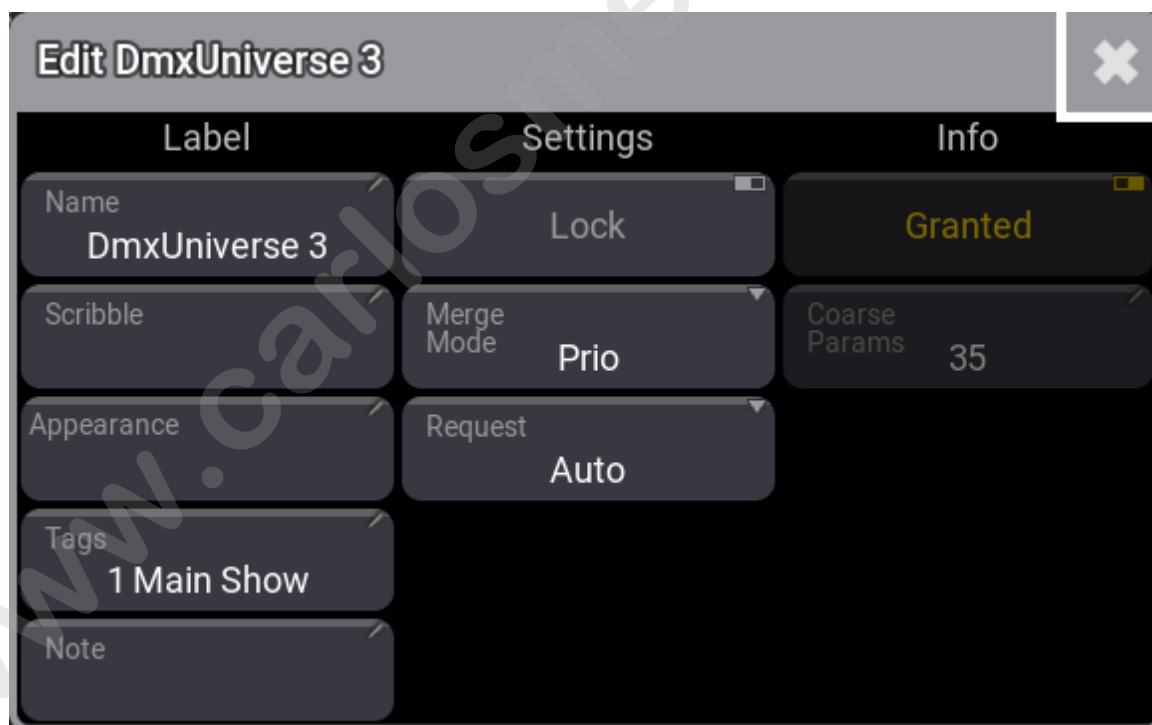 Edit DmxUniverse 3
Label
Settings
Info
Name
DmxUniverse 3
Lock
Granted
Scribble
Merge
Mode
Prio
Coarse
Params
35
Appearance
Request
Auto
Tags
1 Main Show
Note
www.carlosme